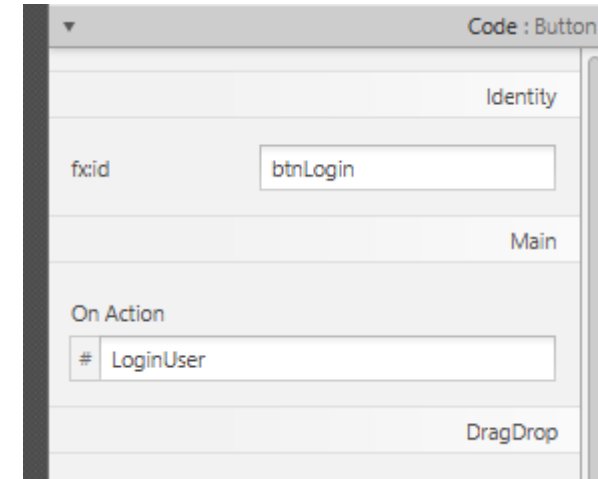 Code : Button
Identity
fx:id
btnLogin
Main
On Action
# LoginUser
DragDrop